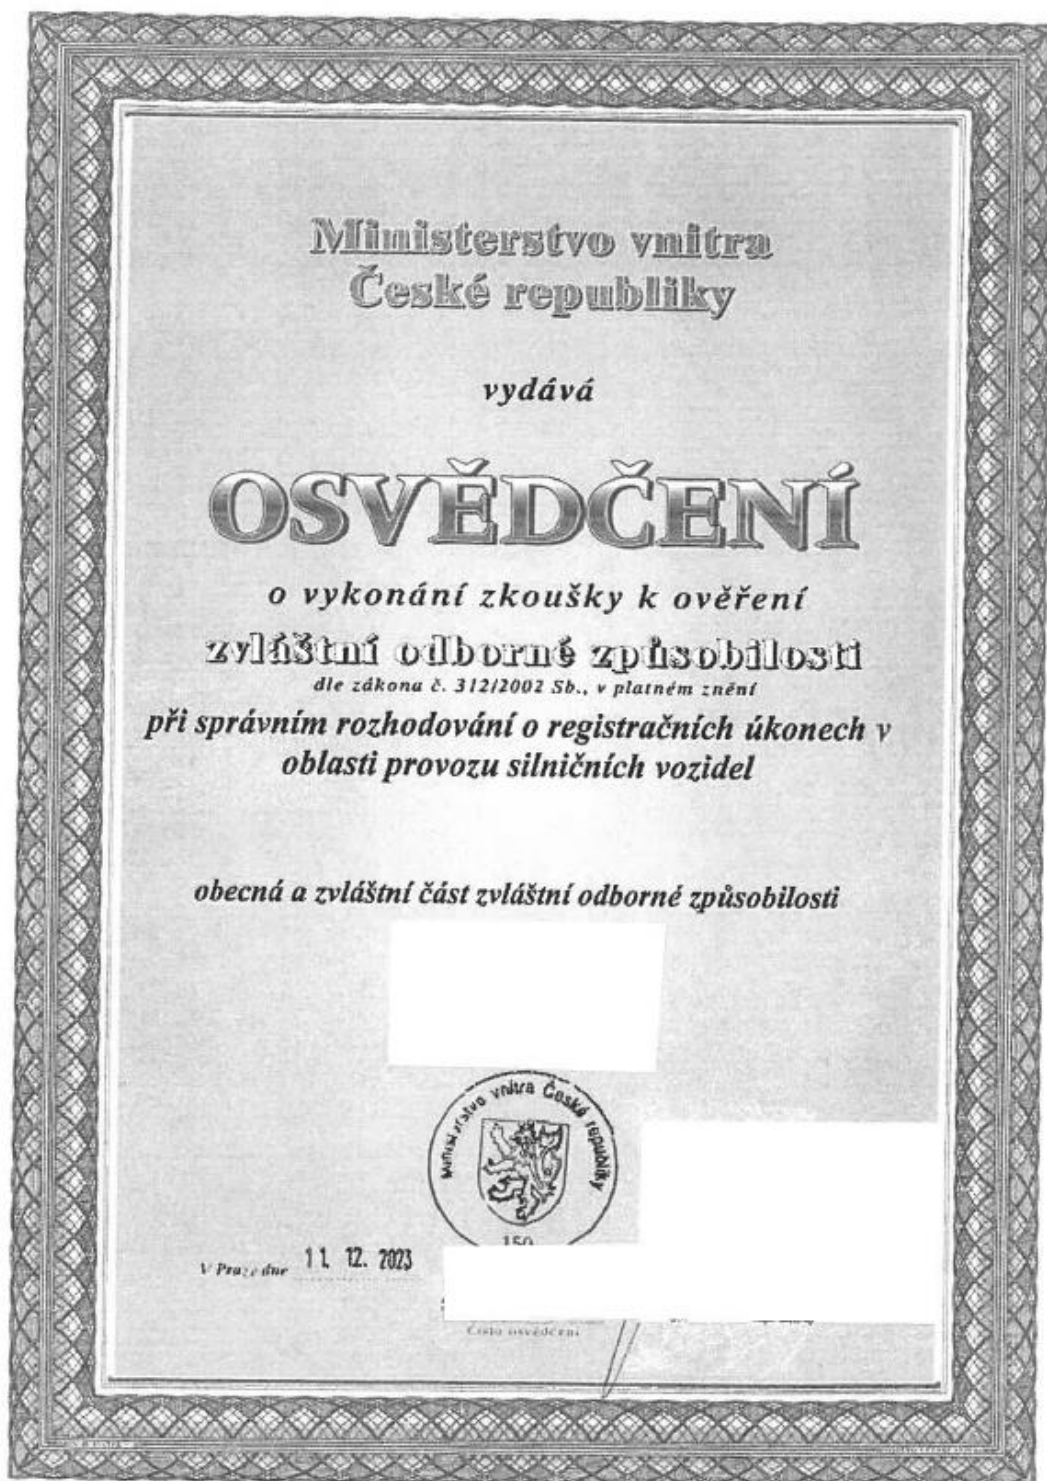 Ministerstvo vnitra
České republiky
vydává
OSVĚDČENÍ
o vykonání zkoušky k ověření
zvláštní odborné způsobilosti
dle zákona č. 312/2002 Sb., v platném znění
při správním rozhodování o registračních úkonech v
oblasti provozu silničních vozidel
obecná a zvláštní část zvláštní odborné způsobilosti
Ministerstvo vnitra České republiky
150
V Praze dne 11. 12. 2023
Číslo osvědčení